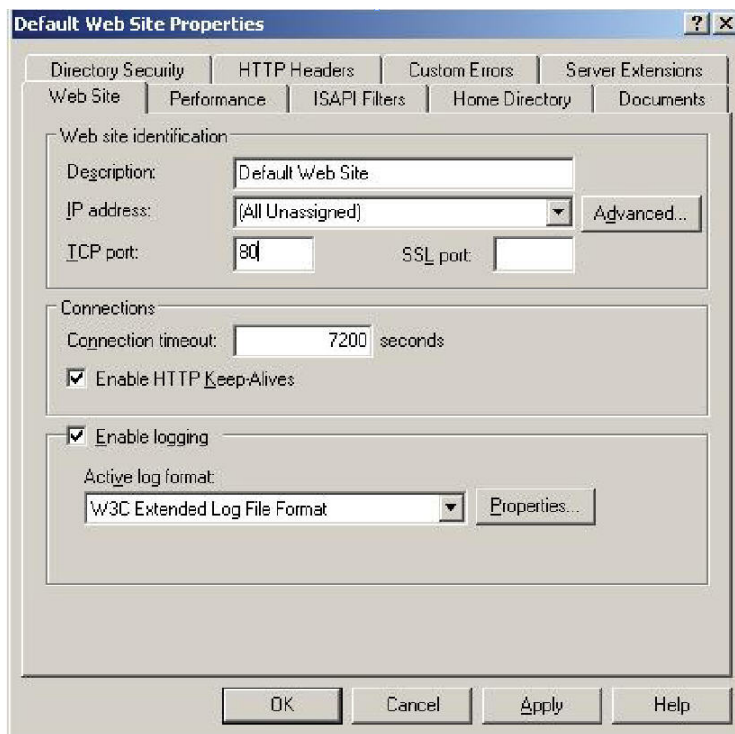 Default Web Site Properties
Directory Security HTTP Headers Custom Errors Server Extensions
Web Site Performance ISAPI Filters Home Directory Documents
Web site identification
Description: Default Web Site
IP address: (All Unassigned) Advanced...
TCP port: 80 SSL port:
Connections
Connection timeout: 7200 seconds
Enable HTTP Keep-Alives
Enable logging
Active log format:
W3C Extended Log File Format Properties...
OK Cancel Apply Help